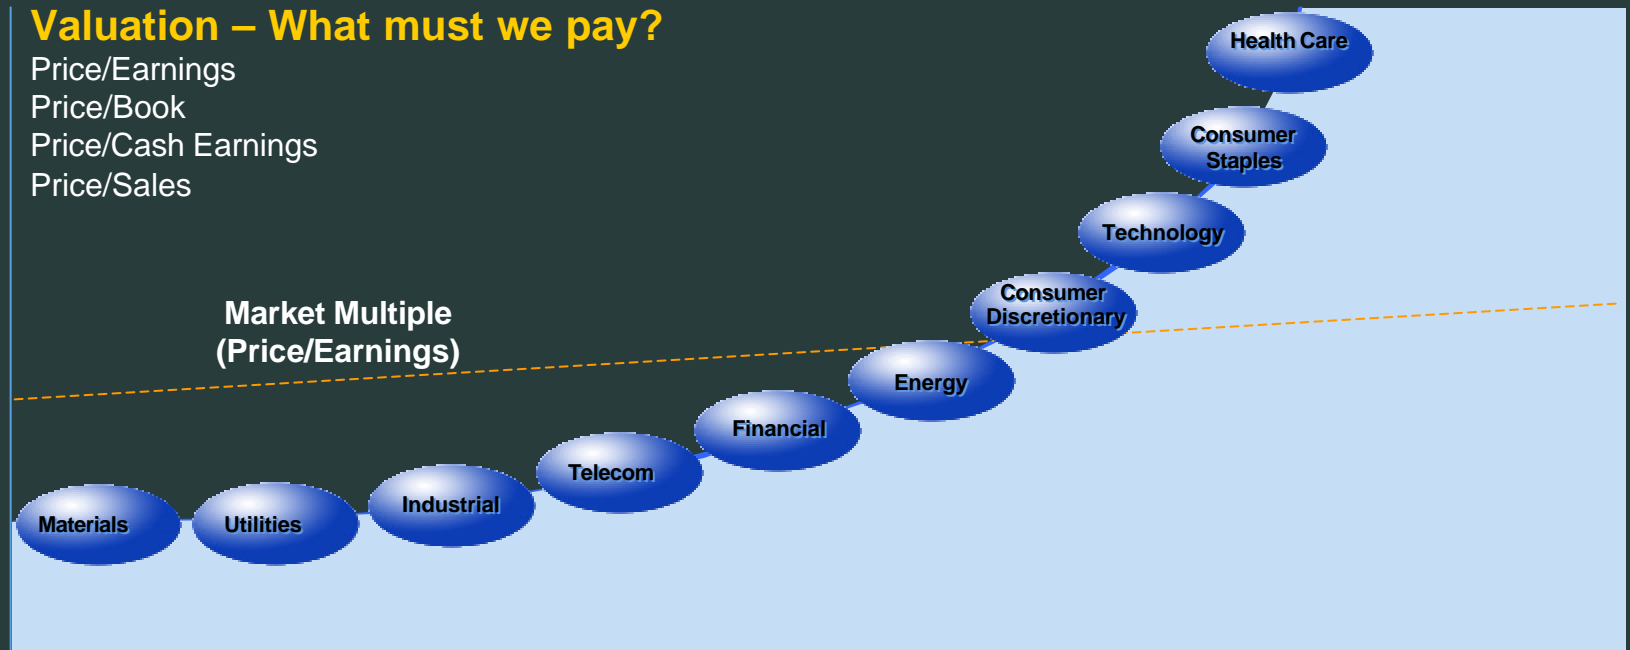 Valuation – What must we pay?
Price/Earnings
Price/Book
Price/Cash Earnings
Price/Sales
Health Care
Consumer
Staples
Technology
Consumer
Discretionary
Market Multiple
(Price/Earnings)
Energy
Financial
Telecom
Industrial
Utilities
Materials